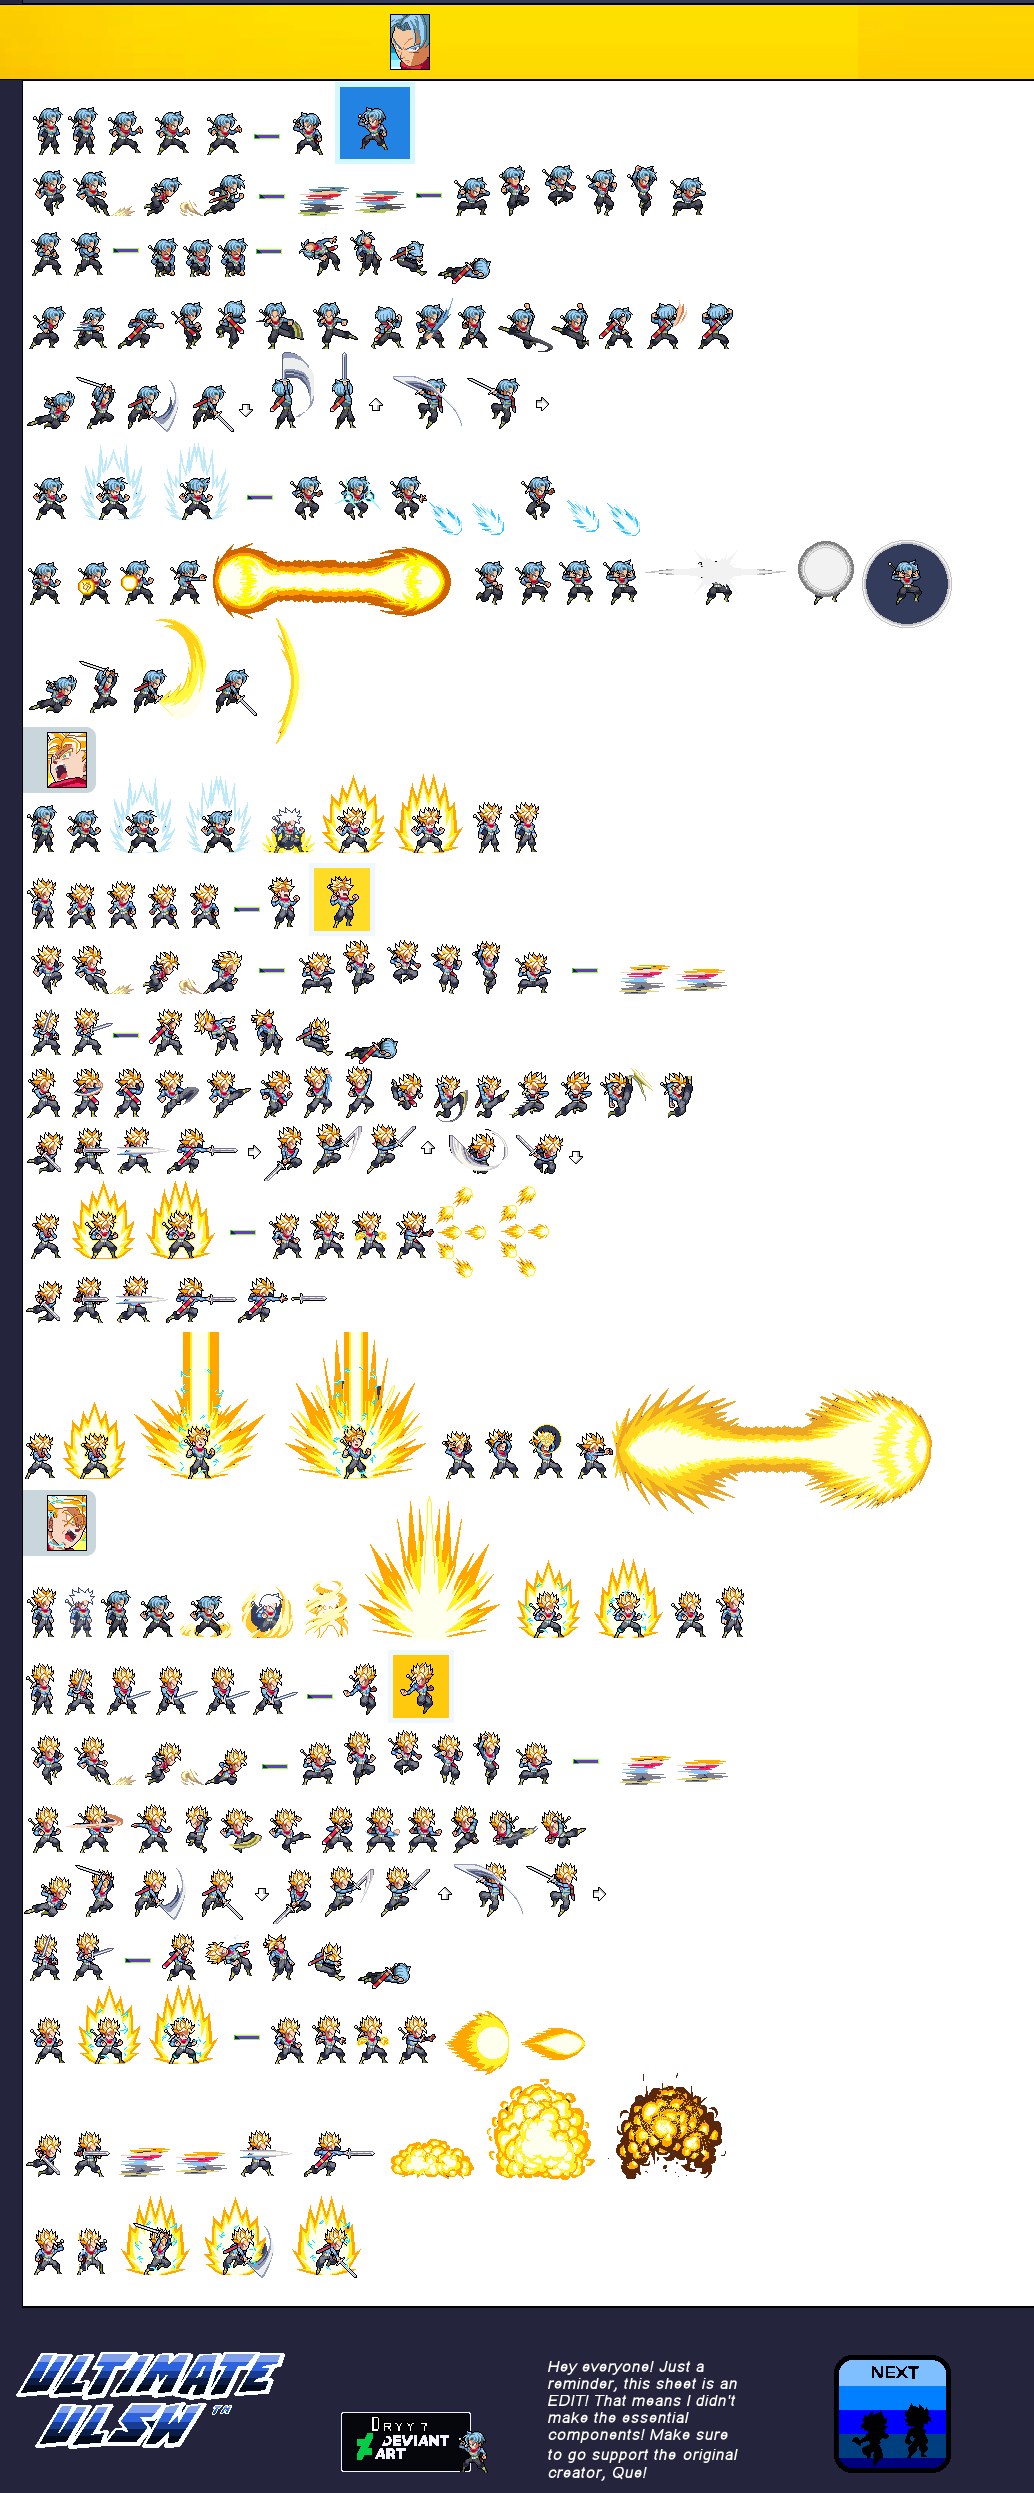 ULTIMATE
ULSW ™
DRYY7
DEVIANT
ART
Hey everyone! Just a
reminder, this sheet is an
EDIT! That means I didn't
make the essential
components! Make sure
to go support the original
creator, Que!
NEXT